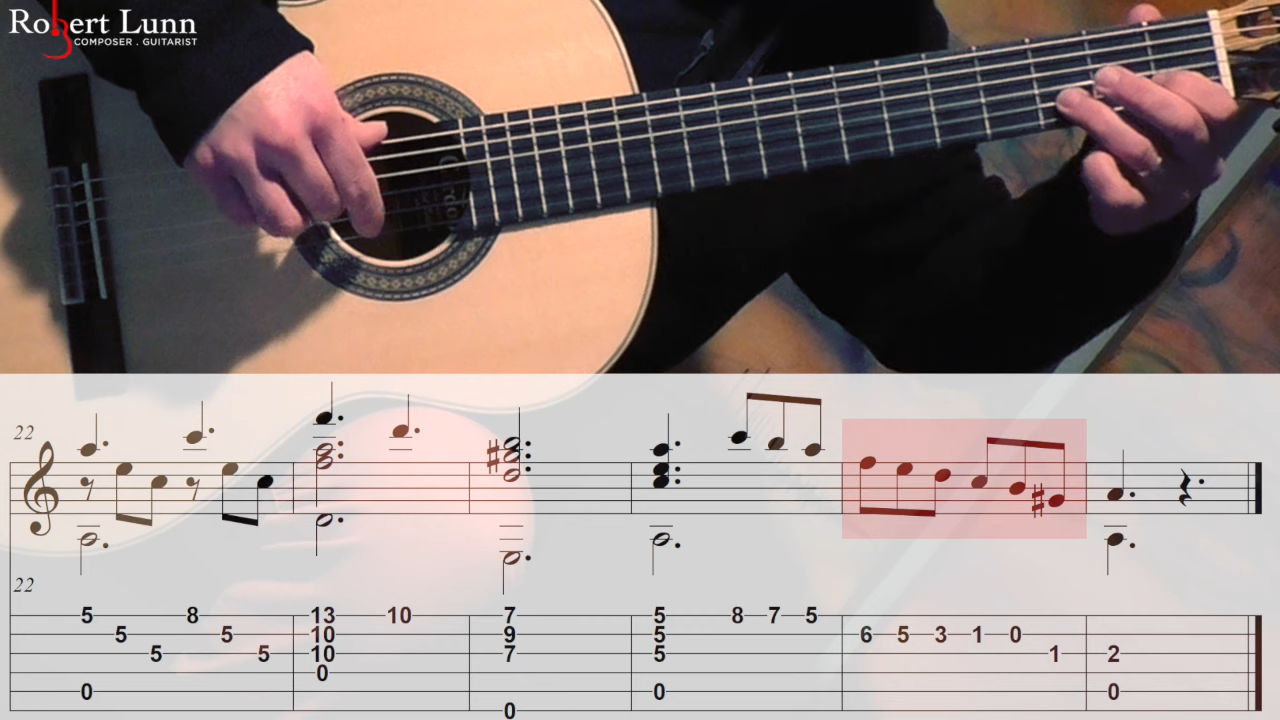 Robert Lunn
COMPOSER . GUITARIST
22
22
5 8 13 10 7 5 8 7 5
5 5 10 9 5 6 5 3 1 0
5 5 10 7 5 1 2
0
0 0 0
0